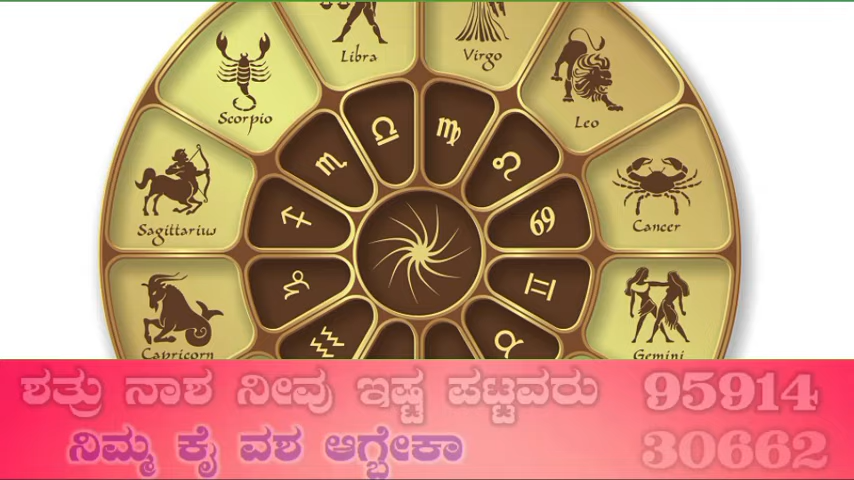 Libra
Virgo
Scorpio
Leo
Sagittarius
Cancer
Capricorn
Gemini
ಶತ್ರು ನಾಶ ನೀವು ಇಷ್ಟ ಪಟ್ಟವರು 95914
ನಿಮ್ಮ ಕೈ ವಶ ಆಗ್ಬೇಕಾ 30662